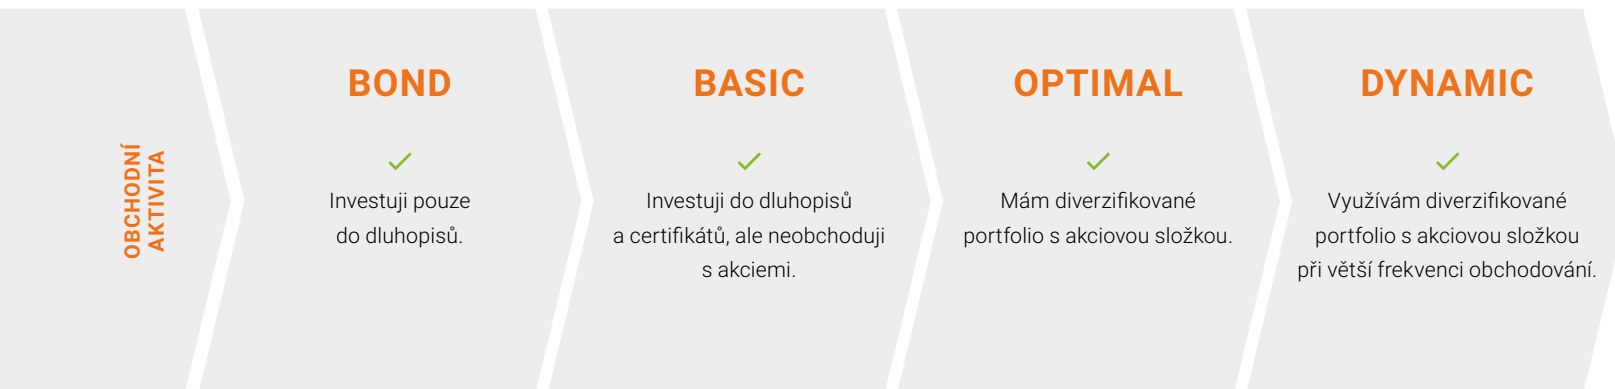 OBCHODNÍ
AKTIVITA
BOND
Investuji pouze
do dluhopisů.
BASIC
Investuji do dluhopisů
a certifikátů, ale neobchoduji
s akciemi.
OPTIMAL
Mám diverzifikované
portfolio s akciovou složkou.
DYNAMIC
Využívám diverzifikované
portfolio s akciovou složkou
při větší frekvenci obchodování.